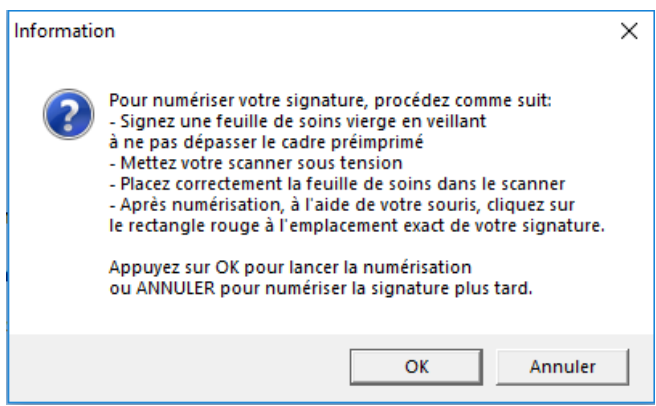 Information
Pour numériser votre signature, procédez comme suit:
- Signez une feuille de soins vierge en veillant
à ne pas dépasser le cadre préimprimé
- Mettez votre scanner sous tension
- Placez correctement la feuille de soins dans le scanner
- Après numérisation, à l'aide de votre souris, cliquez sur
le rectangle rouge à l'emplacement exact de votre signature.
Appuyez sur OK pour lancer la numérisation
ou ANNULER pour numériser la signature plus tard.
OK
Annuler